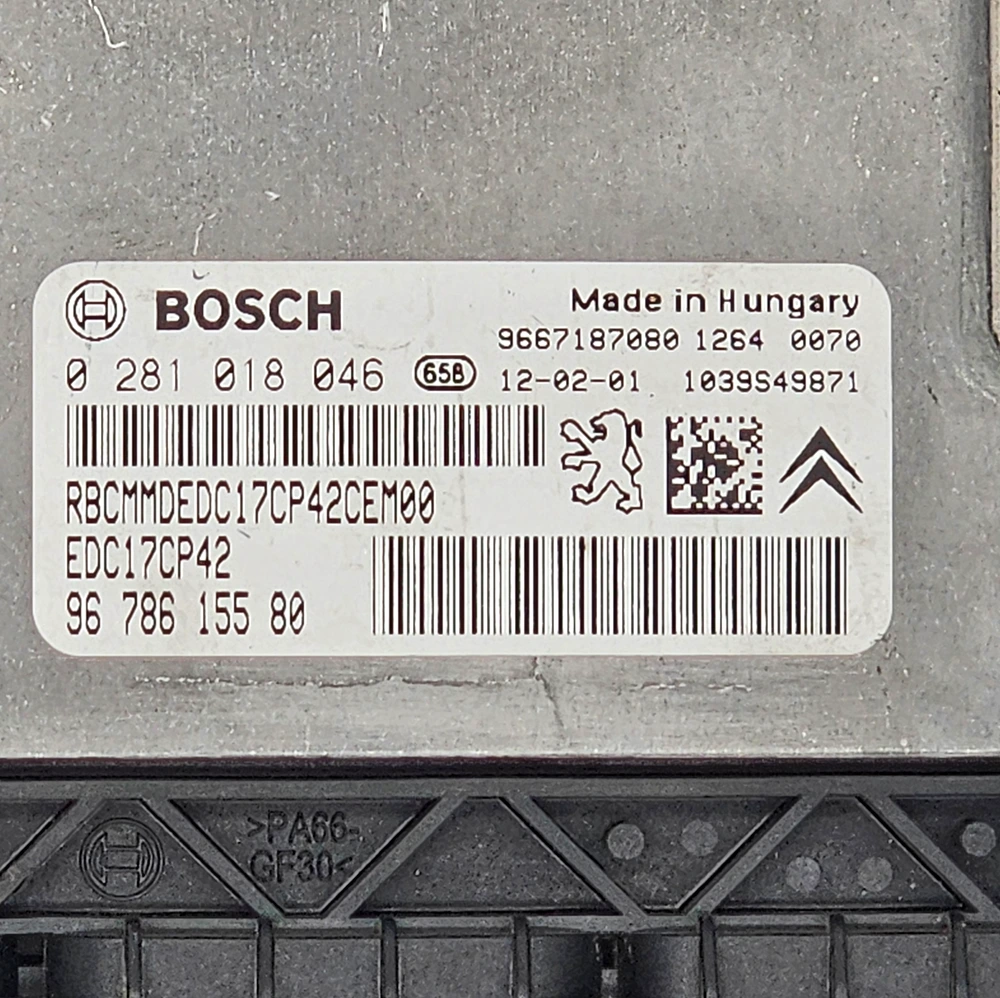 BOSCH
Made in Hungary
9667187080 1264 0070
0 281 018 046 65B 12-02-01 1039S49871
RBCMMDEDC17CP42CEM00
EDC17CP42
96 786 155 80
>PA66-
GF30<